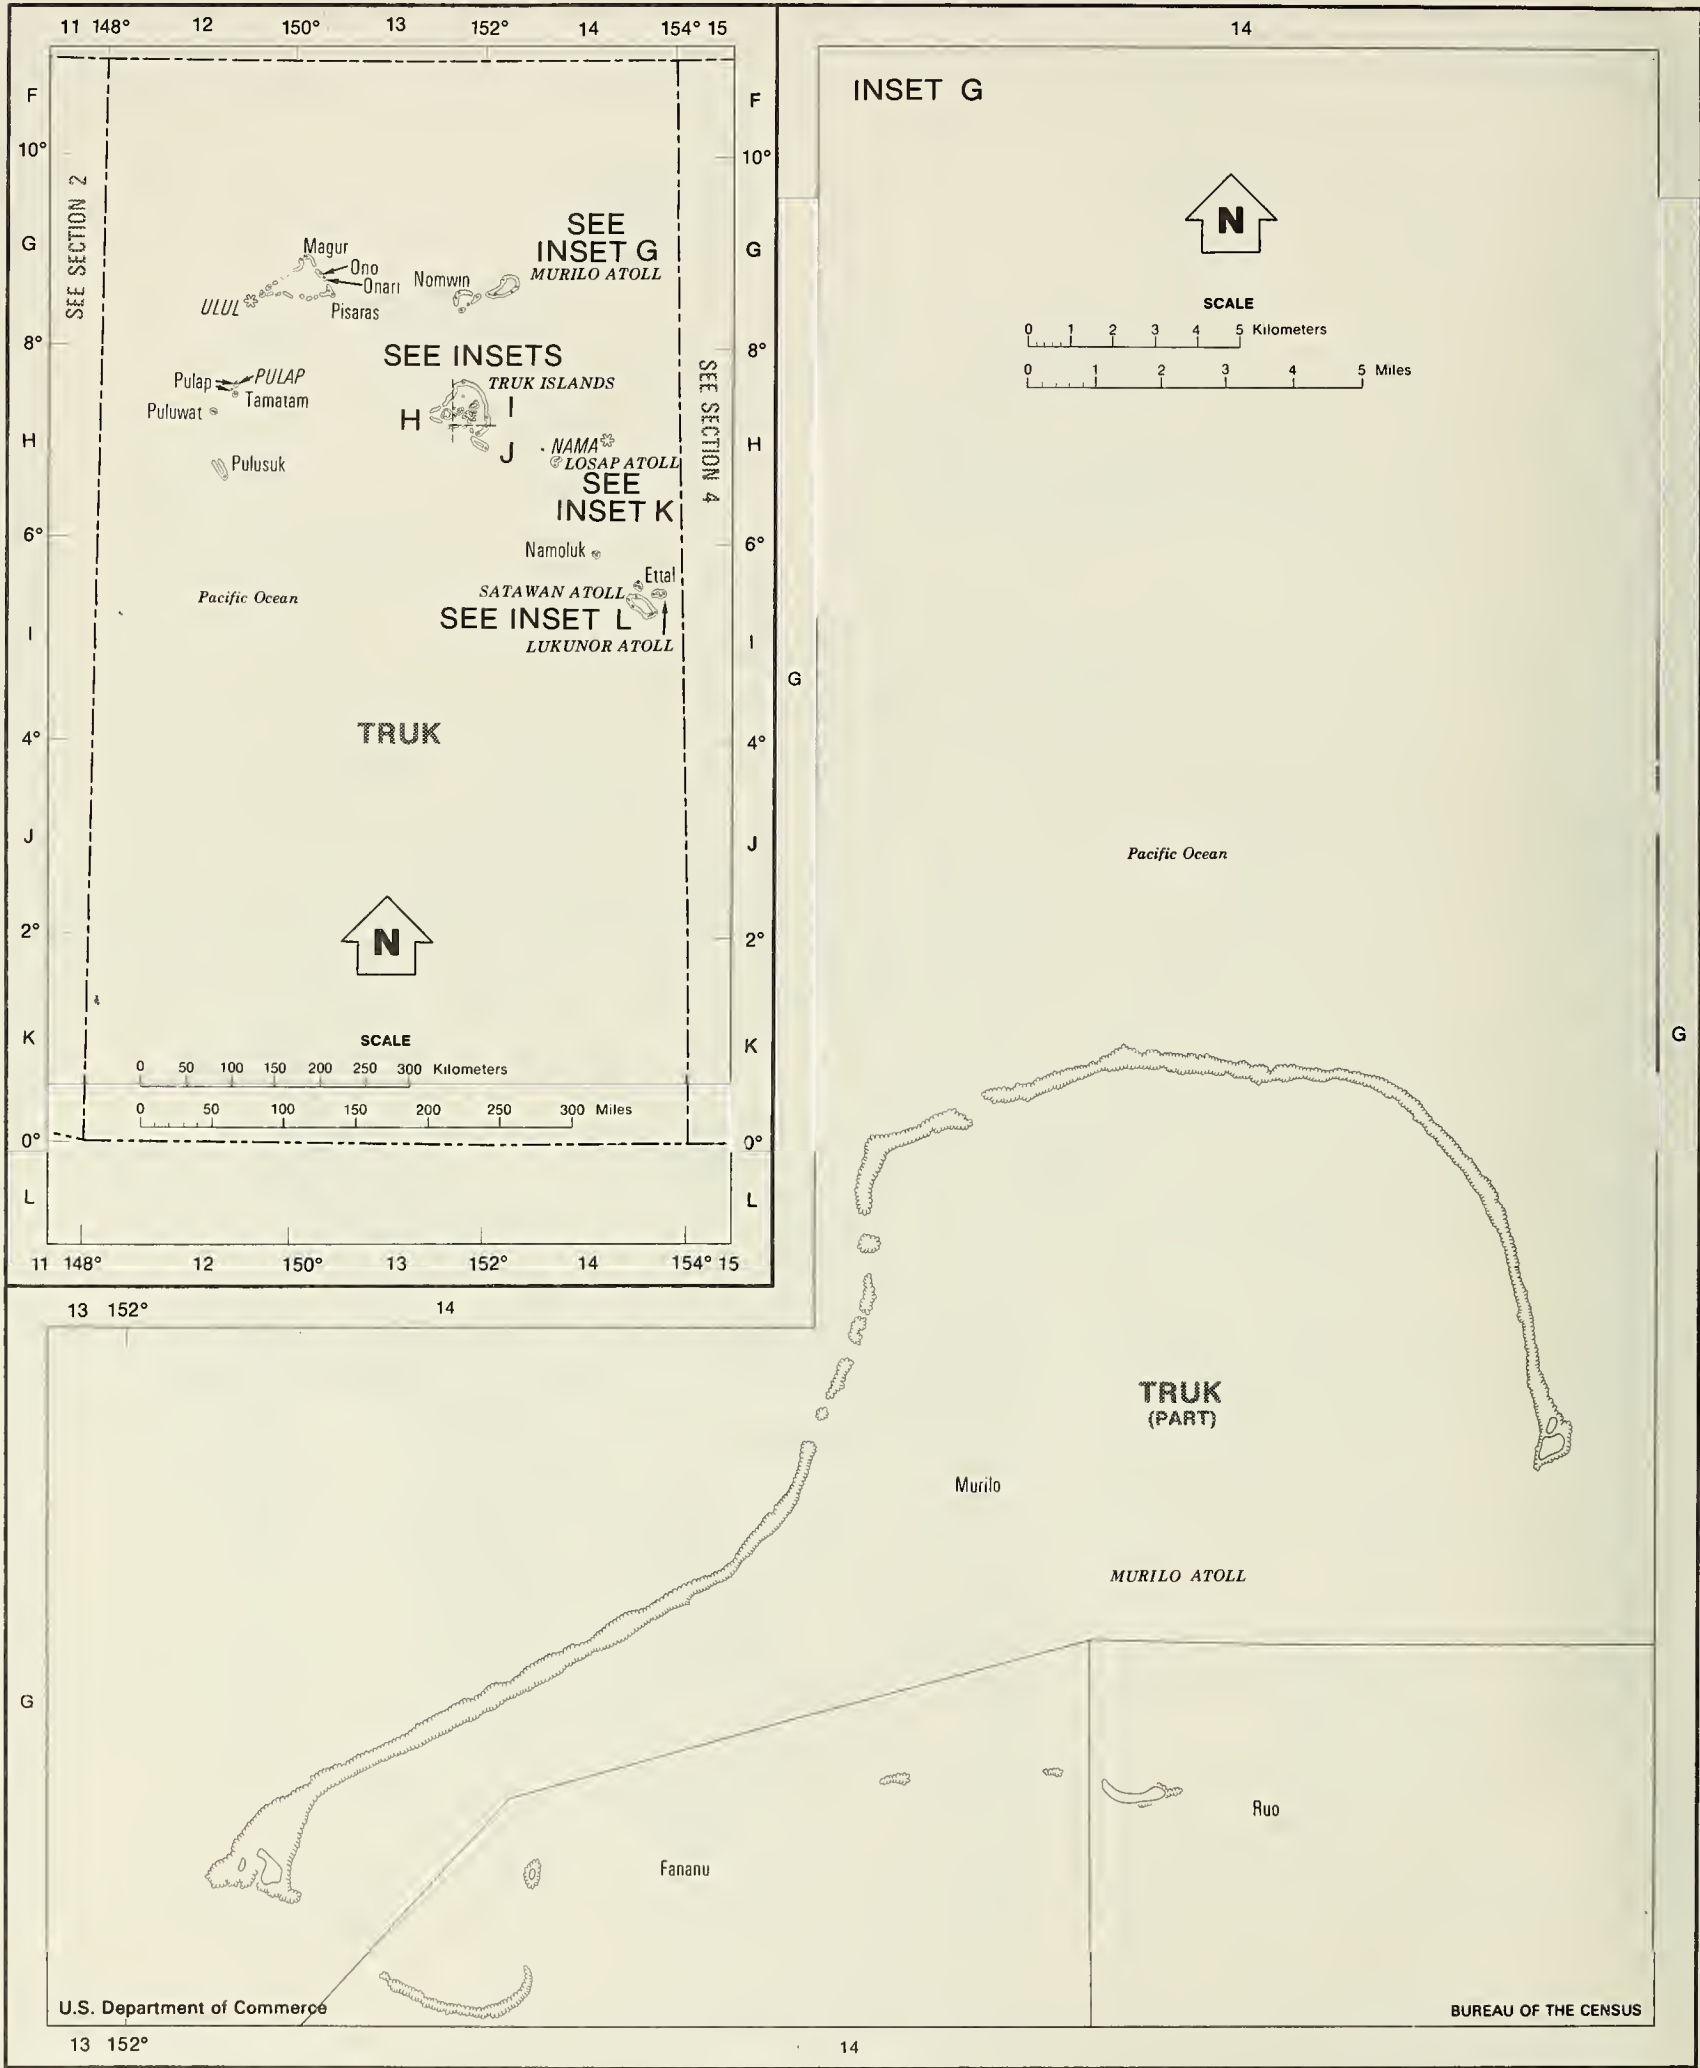 11 148° 12 150° 13 152° 14 154° 15
F
F
10°
10°
SEE SECTION 2
SEE
INSET G
G
G
Magur
Ono
Onari
Nomwin
MURILO ATOLL
ULUL
Pisaras
8°
8°
SEE INSETS
SEE SECTION 4
Pulap
PULAP
TRUK ISLANDS
Tamatam
Puluwat
H
I
H
H
J
NAMA
LOSAP ATOLL
Pulusuk
SEE
INSET K
6°
6°
Namoluk
Ettal
Pacific Ocean
SATAWAN ATOLL
SEE INSET L
I
I
LUKUNOR ATOLL
4°
TRUK
4°
J
J
2°
N
2°
K
SCALE
K
0 50 100 150 200 250 300 Kilometers
0 50 100 150 200 250 300 Miles
0°
0°
L
L
11 148° 12 150° 13 152° 14 154° 15
14
INSET G
N
SCALE
0 1 2 3 4 5 Kilometers
0 1 2 3 4 5 Miles
G
Pacific Ocean
G
13 152° 14
TRUK
(PART)
Murilo
MURILO ATOLL
G
Ruo
Fananu
U.S. Department of Commerce
BUREAU OF THE CENSUS
13 152° 14